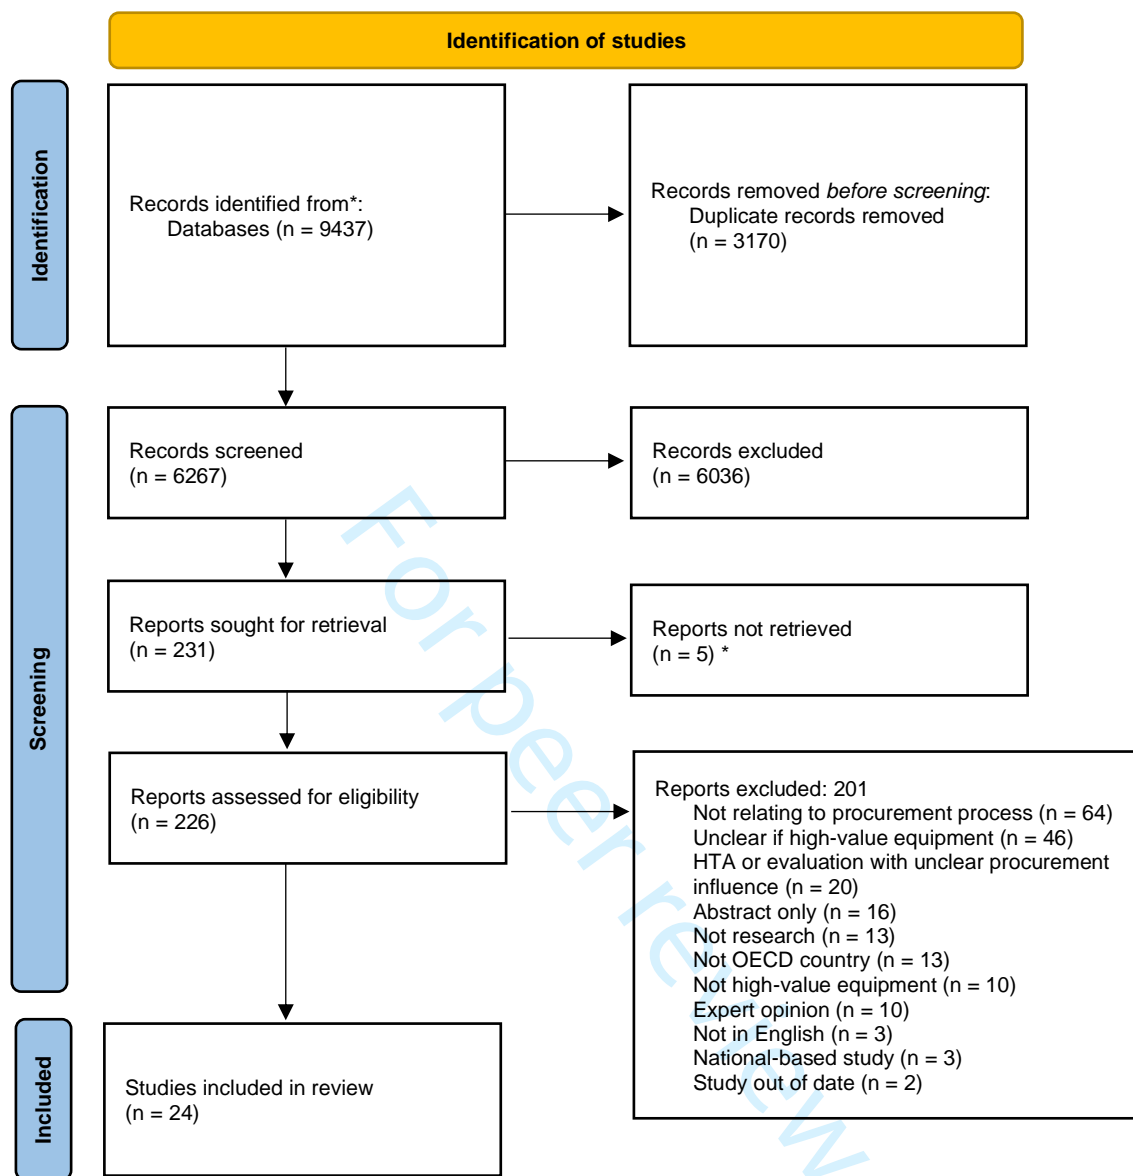 Identification of studies
Identification
Records identified from*:
Databases (n = 9437)
Records removed before screening:
Duplicate records removed
(n = 3170)
Screening
Records screened
(n = 6267)
Records excluded
(n = 6036)
Reports sought for retrieval
(n = 231)
Reports not retrieved
(n = 5) *
Reports assessed for eligibility
(n = 226)
Reports excluded: 201
Not relating to procurement process (n = 64)
Unclear if high-value equipment (n = 46)
HTA or evaluation with unclear procurement
influence (n = 20)
Abstract only (n = 16)
Not research (n = 13)
Not OECD country (n = 13)
Not high-value equipment (n = 10)
Expert opinion (n = 10)
Not in English (n = 3)
National-based study (n = 3)
Study out of date (n = 2)
Included
Studies included in review
(n = 24)
For peer review